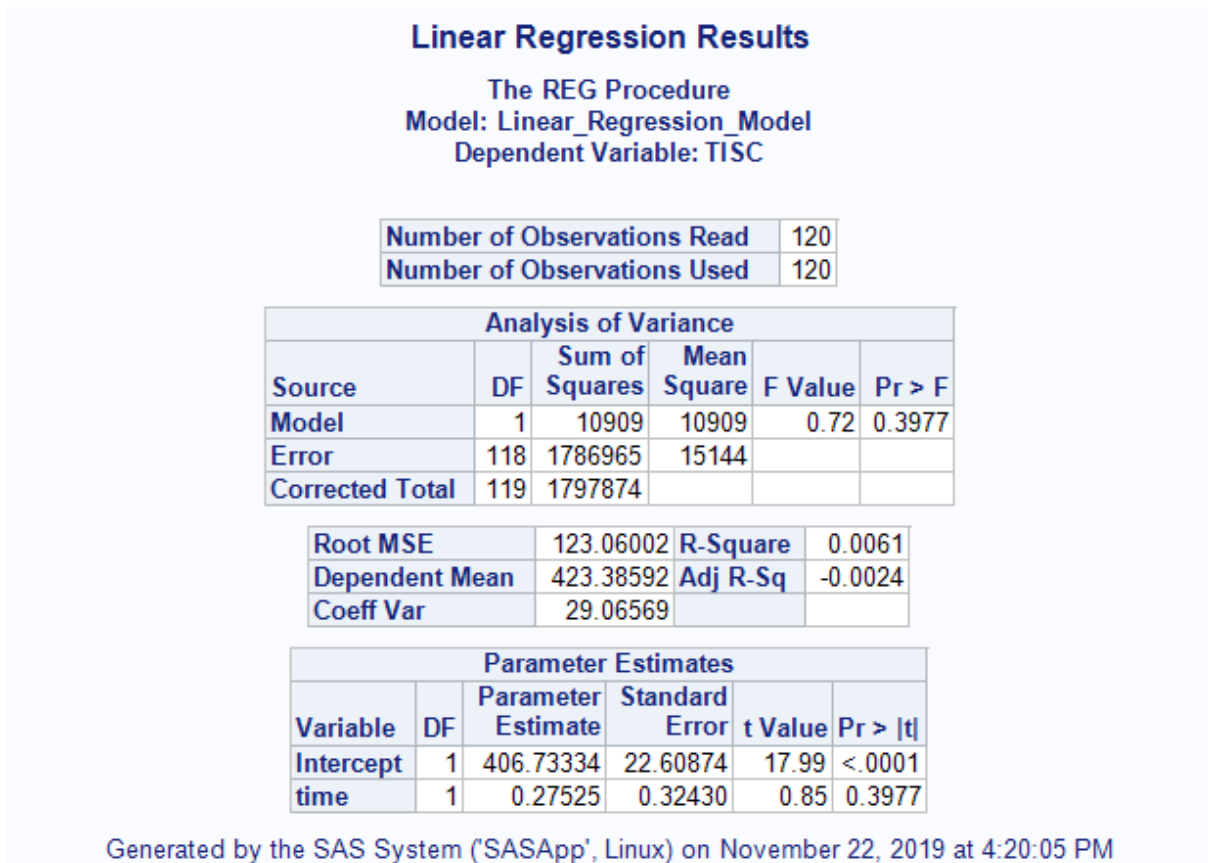 Linear Regression Results
The REG Procedure
Model: Linear_Regression_Model
Dependent Variable: TISC
Number of Observations Read 120
Number of Observations Used 120
Analysis of Variance
Source DF Sum of Squares Mean Square F Value Pr > F
Model 1 10909 10909 0.72 0.3977
Error 118 1786965 15144
Corrected Total 119 1797874
Root MSE 123.06002 R-Square 0.0061
Dependent Mean 423.38592 Adj R-Sq -0.0024
Coeff Var 29.06569
Parameter Estimates
Variable DF Parameter Estimate Standard Error t Value Pr > |t|
Intercept 1 406.73334 22.60874 17.99 <.0001
time 1 0.27525 0.32430 0.85 0.3977
Generated by the SAS System ('SASApp', Linux) on November 22, 2019 at 4:20:05 PM